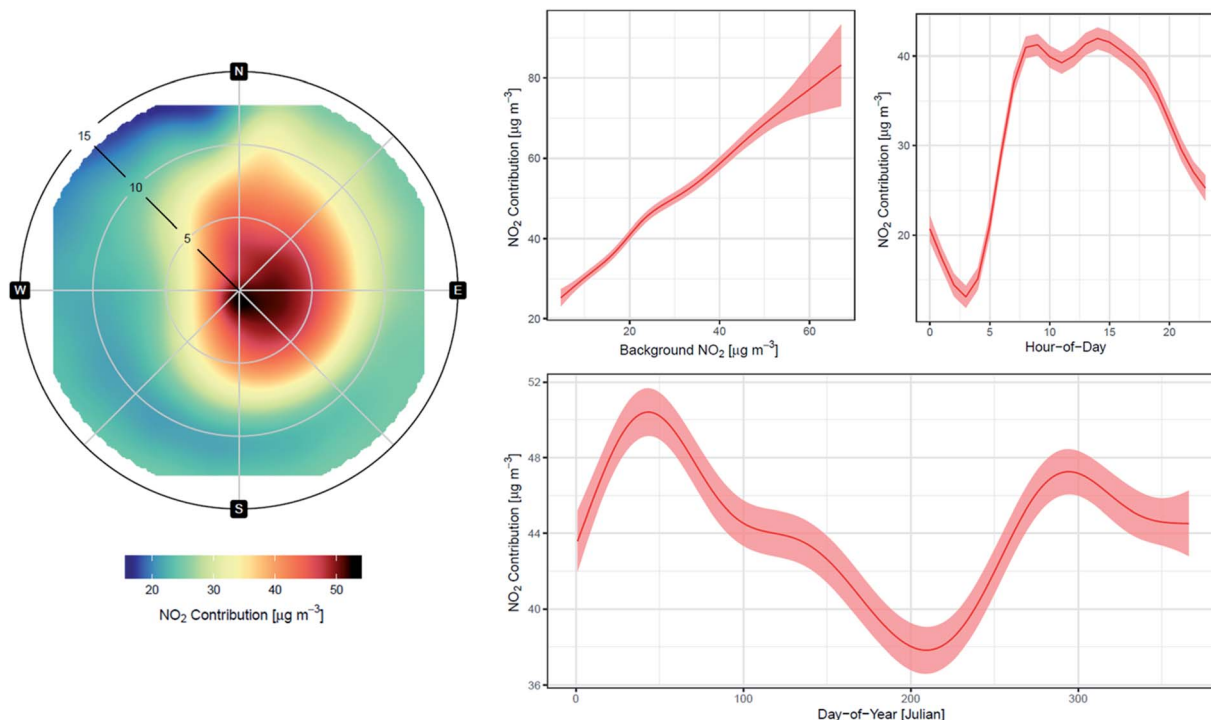 N
15
10
5
W
E
S
20 30 40 50
NO₂ Contribution [µg m⁻³]
NO₂ Contribution [µg m⁻³]
80
60
40
20
20 40 60
Background NO₂ [µg m⁻³]
NO₂ Contribution [µg m⁻³]
40
30
20
0 5 10 15 20
Hour−of−Day
NO₂ Contribution [µg m⁻³]
52
48
44
40
36
0 100 200 300
Day−of−Year [Julian]